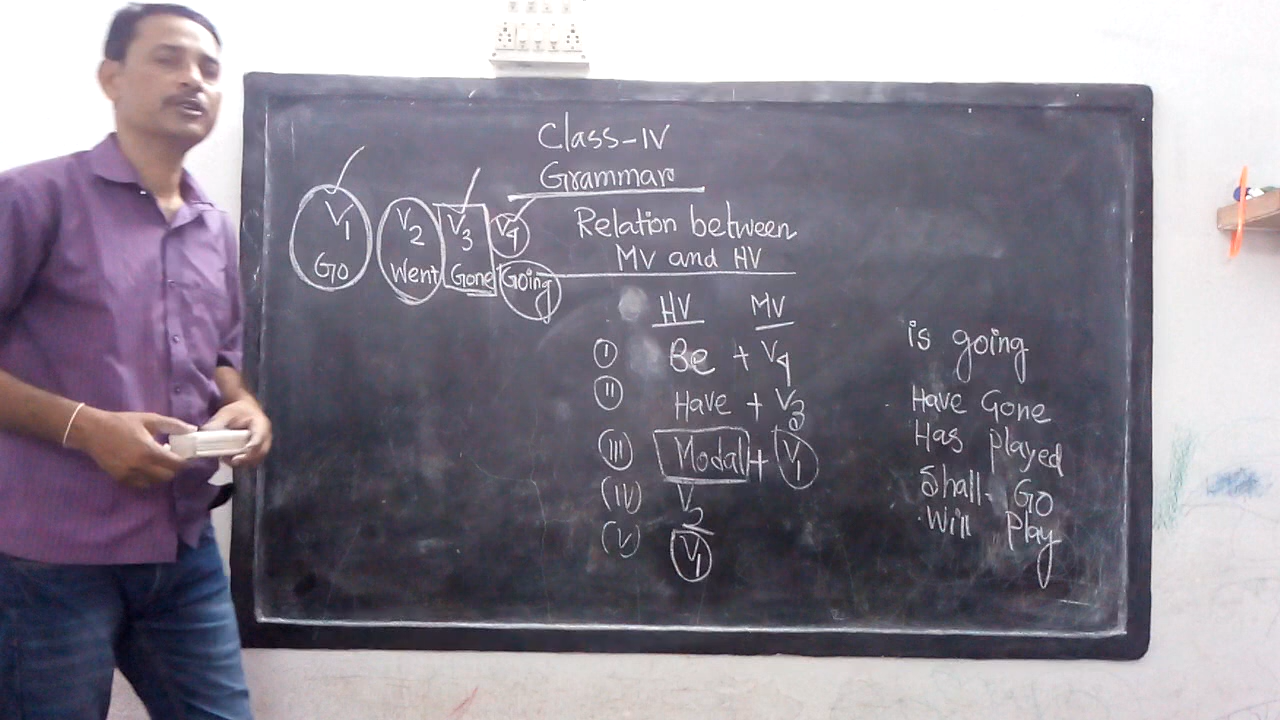 Class-IV
Grammar
V1 V2 V3 V4
Go Went Gone Going
Relation between
MV and HV
HV MV
(I) Be + V4
(II) Have + V3
(III) Modal + V1
(IV) V2
(V) V1
is going
Have Gone
Has played
Shall - Go
Will Play